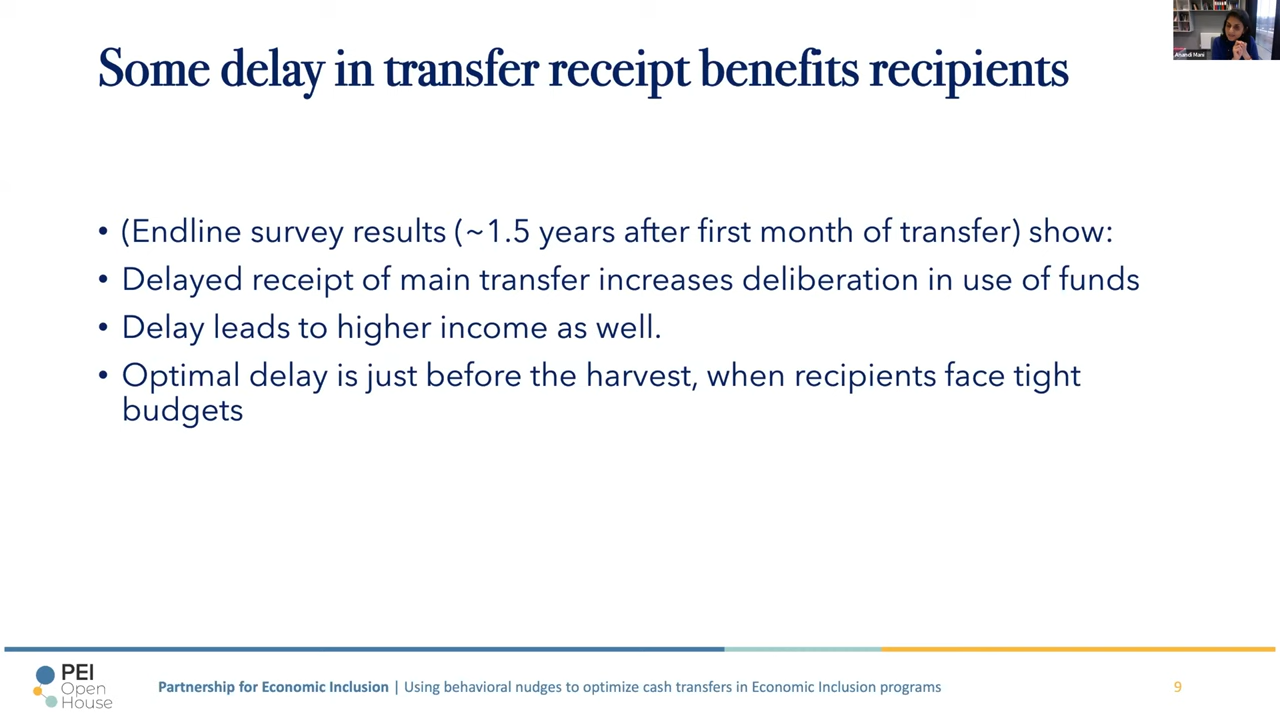 Some delay in transfer receipt benefits recipients
Anandi Mani
• (Endline survey results (~1.5 years after first month of transfer) show:
• Delayed receipt of main transfer increases deliberation in use of funds
• Delay leads to higher income as well.
• Optimal delay is just before the harvest, when recipients face tight
budgets
PEI
Open
House
Partnership for Economic Inclusion | Using behavioral nudges to optimize cash transfers in Economic Inclusion programs
9